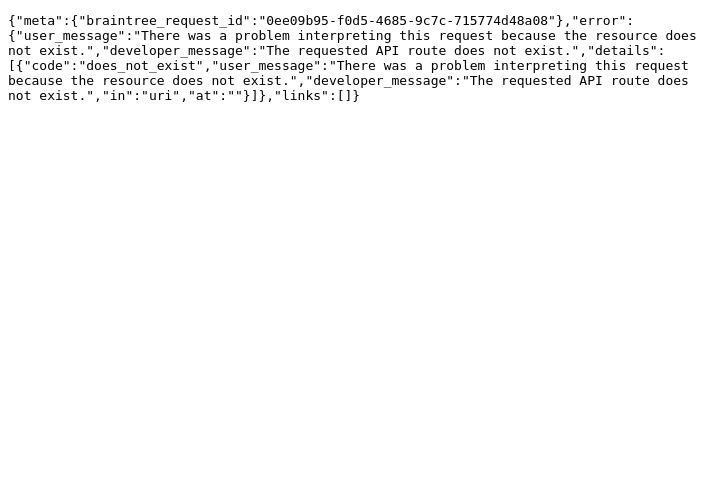 {"meta":{"braintree_request_id":"0ee09b95-f0d5-4685-9c7c-715774d48a08"},"error":
{"user_message":"There was a problem interpreting this request because the resource does
not exist.","developer_message":"The requested API route does not exist.","details":
[{"code":"does_not_exist","user_message":"There was a problem interpreting this request
because the resource does not exist.","developer_message":"The requested API route does
not exist.","in":"uri","at":""}]},"links":[]}